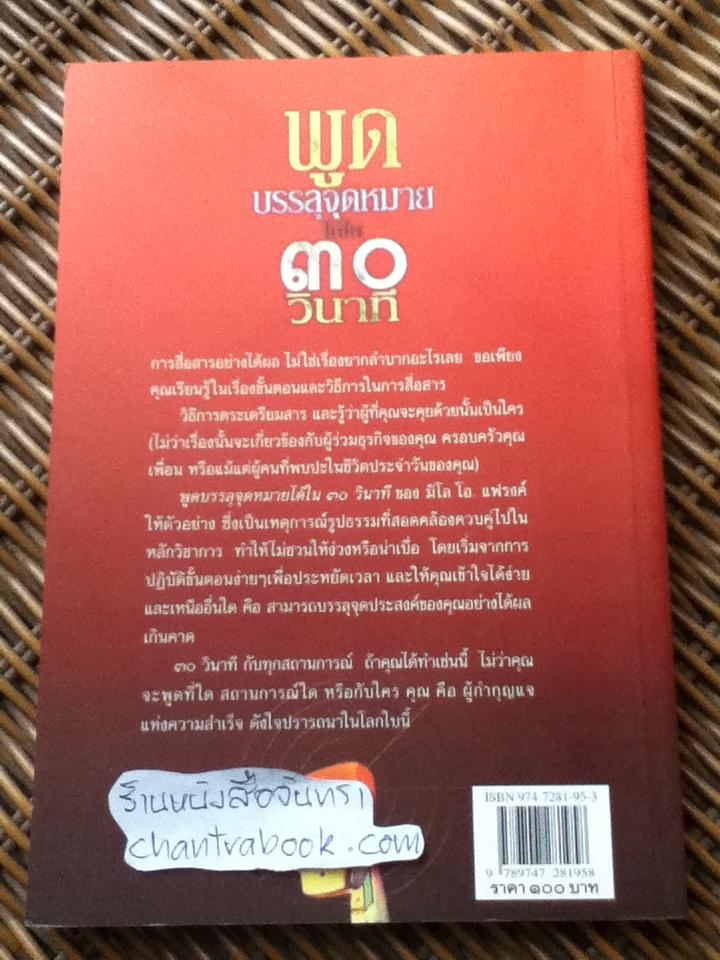 พูด
บรรลุจุดหมาย
ได้ใน
๓๐
วินาที
การสื่อสารอย่างได้ผล ไม่ใช่เรื่องยากลำบากอะไรเลย ขอเพียง
คุณเรียนรู้ในเรื่องขั้นตอนและวิธีการในการสื่อสาร
วิธีการตระเตรียมสาร และรู้ว่าผู้ที่คุณจะคุยด้วยนั้นเป็นใคร
(ไม่ว่าเรื่องนั้นจะเกี่ยวข้องกับผู้ร่วมธุรกิจของคุณ ครอบครัวคุณ
เพื่อน หรือแม้แต่ผู้คนที่พบปะในชีวิตประจำวันของคุณ)
พูดบรรลุจุดหมายได้ใน ๓๐ วินาที ของ มิโล โอ. แฟรงค์
ให้ตัวอย่าง ซึ่งเป็นเหตุการณ์รูปธรรมที่สอดคล้องควบคู่ไปใน
หลักวิชาการ ทำให้ไม่ชวนให้ง่วงหรือน่าเบื่อ โดยเริ่มจากการ
ปฏิบัติขั้นตอนง่ายๆเพื่อประหยัดเวลา และให้คุณเข้าใจได้ง่าย
และเหนืออื่นใด คือ สามารถบรรลุจุดประสงค์ของคุณอย่างได้ผล
เกินคาด
๓๐ วินาที กับทุกสถานการณ์ ถ้าคุณได้ทำเช่นนี้ ไม่ว่าคุณ
จะพูดที่ใด สถานการณ์ใด หรือกับใคร คุณ คือ ผู้กำกุญแจ
แห่งความสำเร็จ ดังใจปรารถนาในโลกใบนี้
ร้านหนังสือจันทรา
chantrabook.com
ISBN 974-7281-95-3
9 789747 281958
ราคา ๑๐๐ บาท